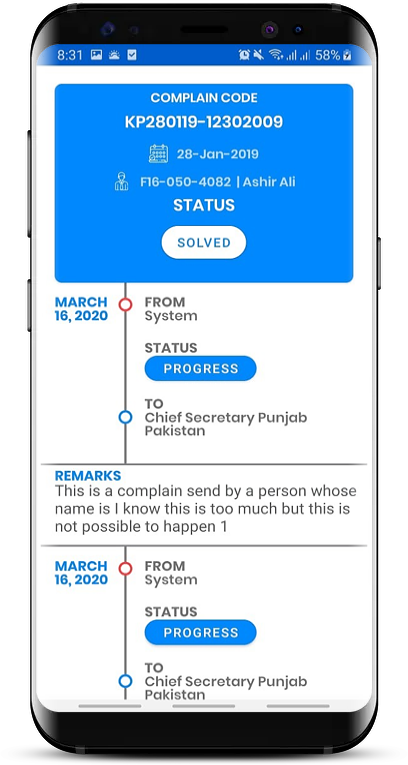 8:31 58%
COMPLAIN CODE
KP280119-12302009
28-Jan-2019
F16-050-4082 | Ashir Ali
STATUS
SOLVED
MARCH
16, 2020
FROM
System
STATUS
PROGRESS
TO
Chief Secretary Punjab
Pakistan
REMARKS
This is a complain send by a person whose
name is I know this is too much but this is
not possible to happen 1
MARCH
16, 2020
FROM
System
STATUS
PROGRESS
TO
Chief Secretary Punjab
Pakistan